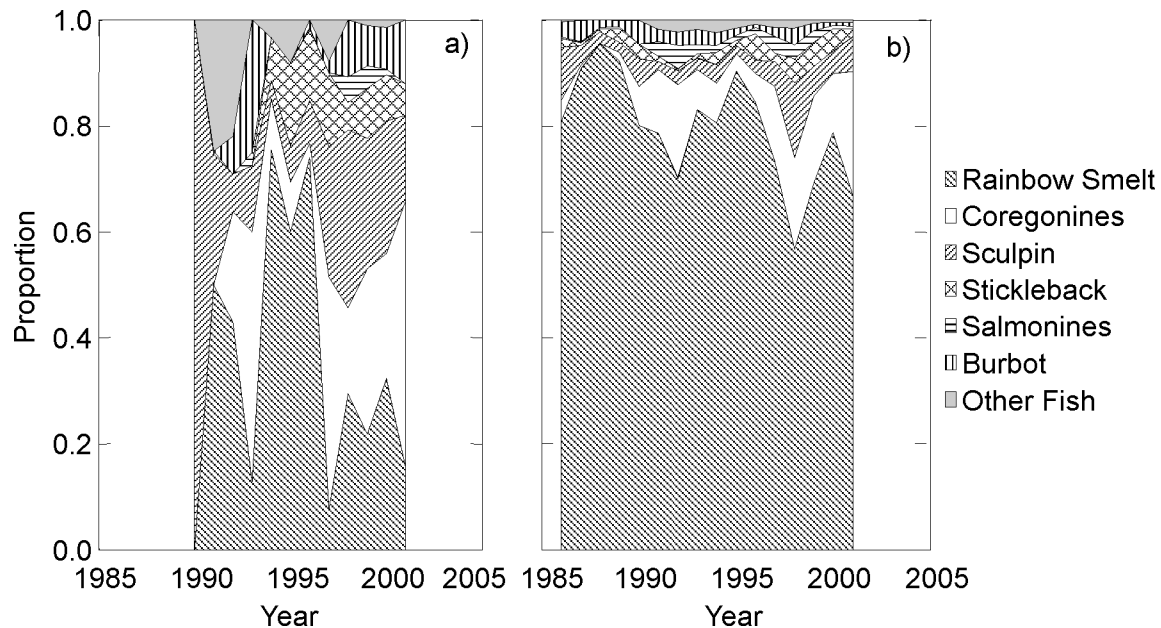 a)
b)
1.0
0.8
0.6
0.4
0.2
0.0
Proportion
1985
1990
1995
2000
2005
Year
1985
1990
1995
2000
2005
Year
Rainbow Smelt
Coregonines
Sculpin
Stickleback
Salmonines
Burbot
Other Fish